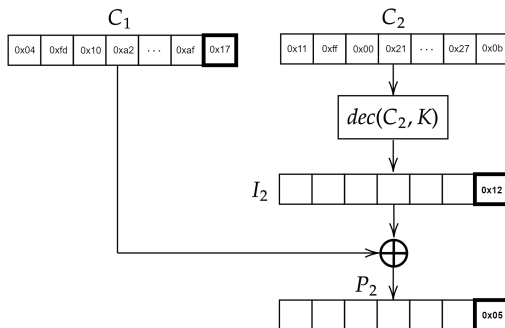 C₁ C₂
0x04 0xfd 0x10 0xa2 ··· 0xaf 0x17 0x11 0xff 0x00 0x21 ··· 0x27 0x0b
dec(C₂, K)
I₂ 0x12
P₂
0x05